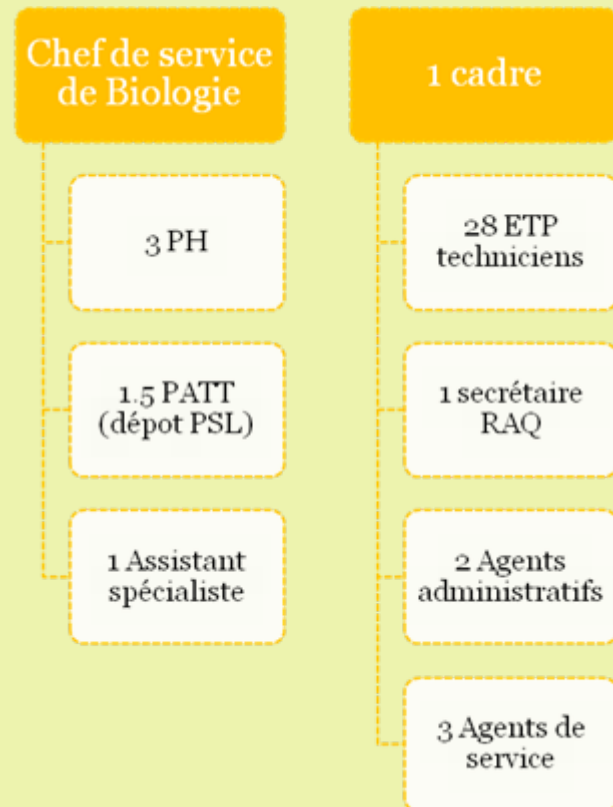 Chef de service
de Biologie
3 PH
1.5 PATT
(dépot PSL)
1 Assistant
spécialiste
1 cadre
28 ETP
techniciens
1 secrétaire
RAQ
2 Agents
administratifs
3 Agents de
service